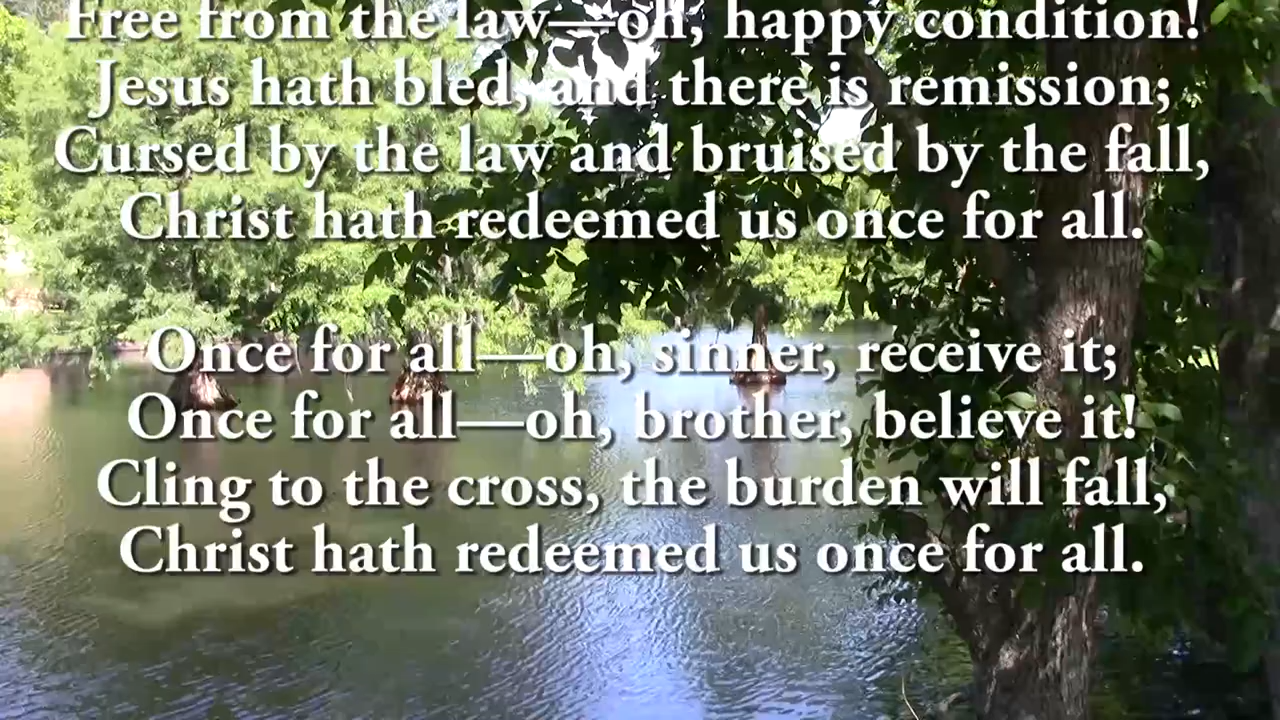 Free from the law—oh, happy condition!
Jesus hath bled, and there is remission;
Cursed by the law and bruised by the fall,
Christ hath redeemed us once for all.
Once for all—oh, sinner, receive it;
Once for all—oh, brother, believe it!
Cling to the cross, the burden will fall,
Christ hath redeemed us once for all.